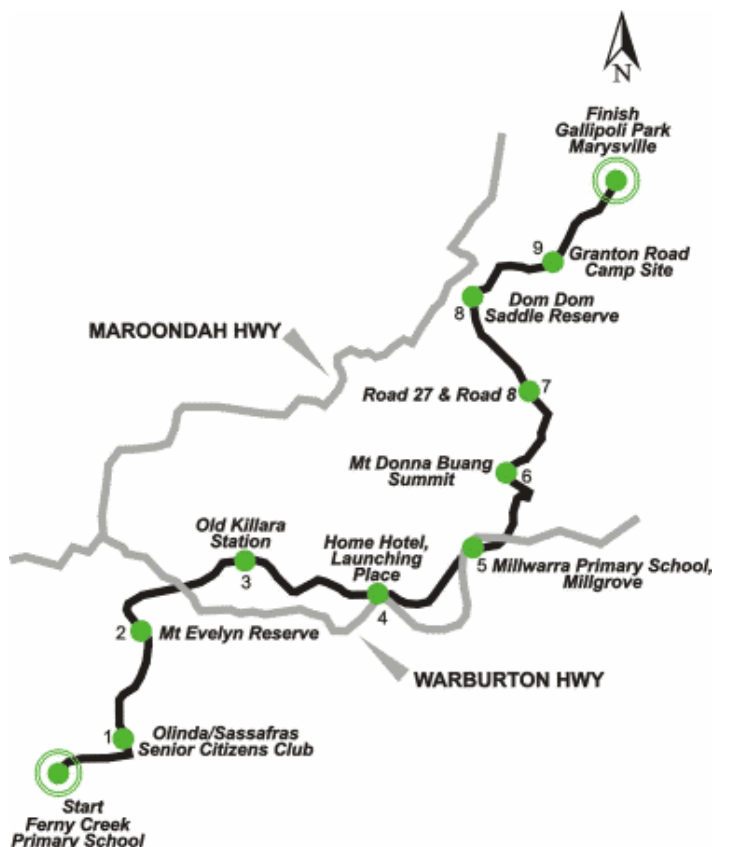 N
Finish
Gallipoli Park
Marysville
9
Granton Road
Camp Site
8
Dom Dom
Saddle Reserve
MAROONDAH HWY
Road 27 & Road 8
7
Mt Donna Buang
Summit
6
Old Killara
Station
3
Home Hotel,
Launching
Place
4
5
Millwarra Primary School,
Millgrove
2
Mt Evelyn Reserve
WARBURTON HWY
1
Olinda/Sassafras
Senior Citizens Club
Start
Ferny Creek
Primary School